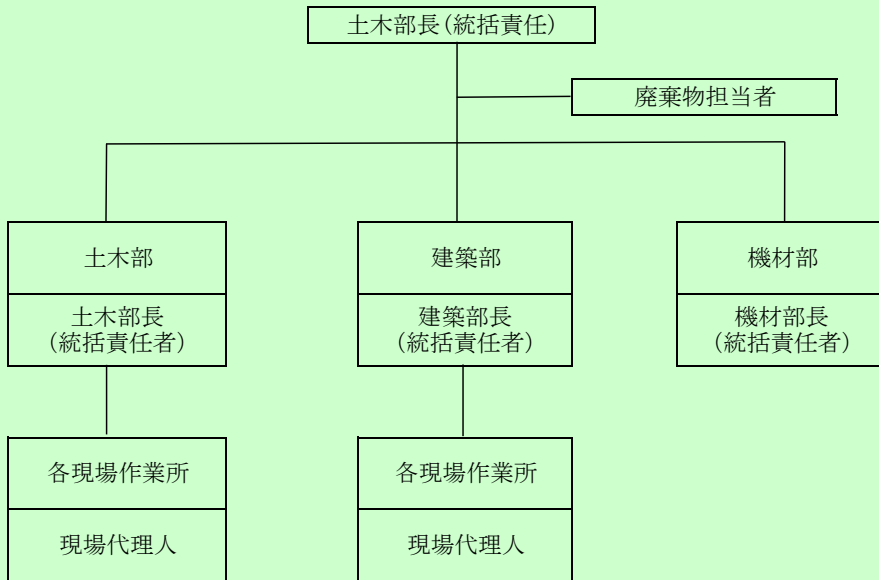 土木部長(統括責任)
廃棄物担当者
土木部
建築部
機材部
土木部長
(統括責任者)
建築部長
(統括責任者)
機材部長
(統括責任者)
各現場作業所
各現場作業所
現場代理人
現場代理人